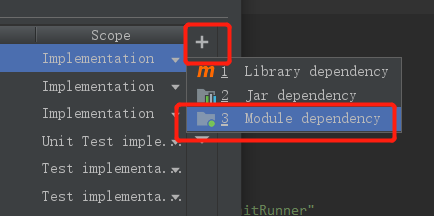 Scope
Implementation
Implementation
Implementation
Unit Test imple...
Test implementa...
Test implementa...
1 Library dependency
2 Jar dependency
3 Module dependency
itRunner"